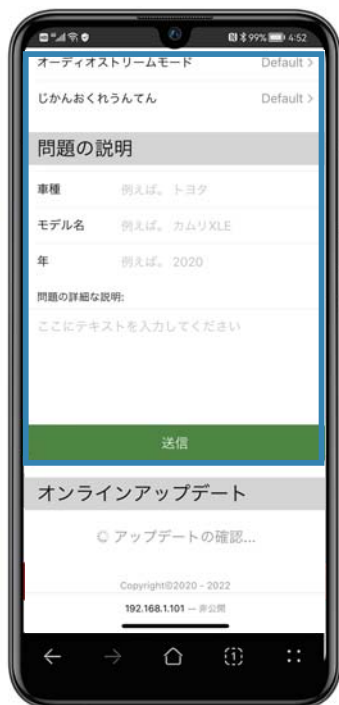 99% 4:52
オーディオストリームモード Default >
じかんおくれうんてん Default >
問題の説明
車種 例えば。トヨタ
モデル名 例えば。カムリXLE
年 例えば。2020
問題の詳細な説明:
ここにテキストを入力してください
送信
オンラインアップデート
アップデートの確認...
Copyright©2020 - 2022
192.168.1.101 — 非公開
(1)